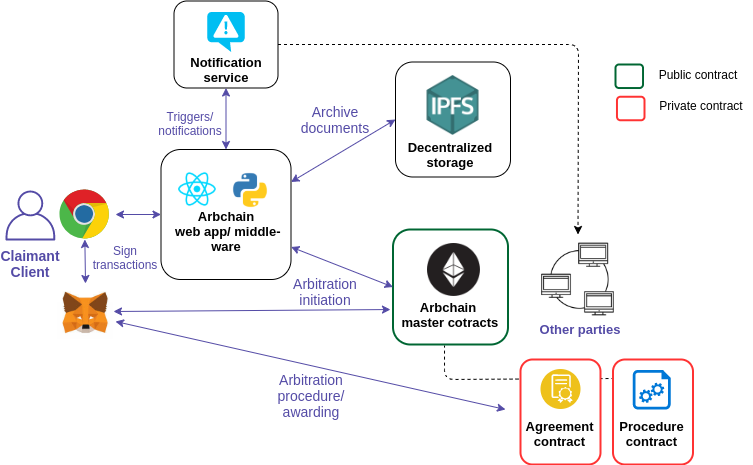 Notification
service
Public contract
Private contract
Triggers/
notifications
Archive
documents
IPFS
Decentralized
storage
Arbchain
web app/ middle-
ware
Claimant
Client
Sign
transactions
Arbitration
initiation
Arbchain
master cotracts
Other parties
Arbitration
procedure/
awarding
Agreement
contract
Procedure
contract